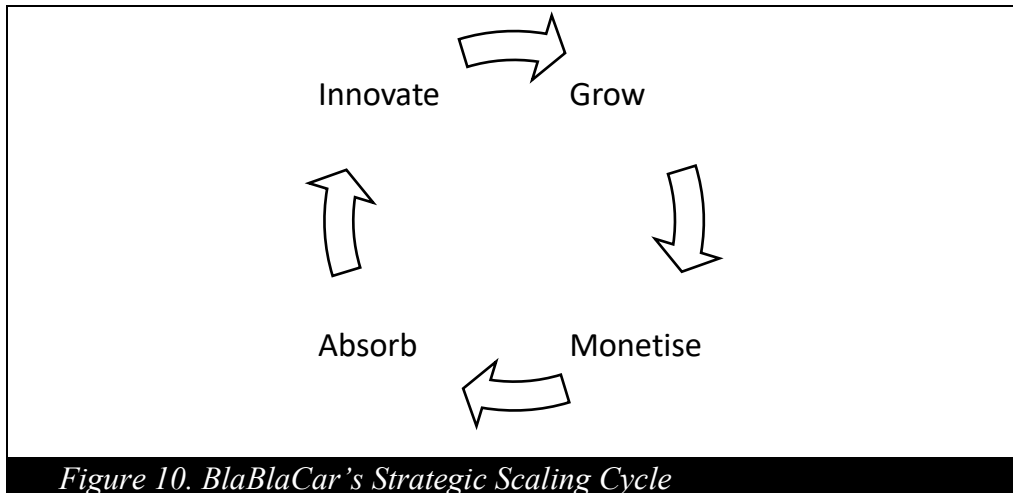 Innovate Grow
Absorb Monetise
Figure 10. BlaBlaCar’s Strategic Scaling Cycle